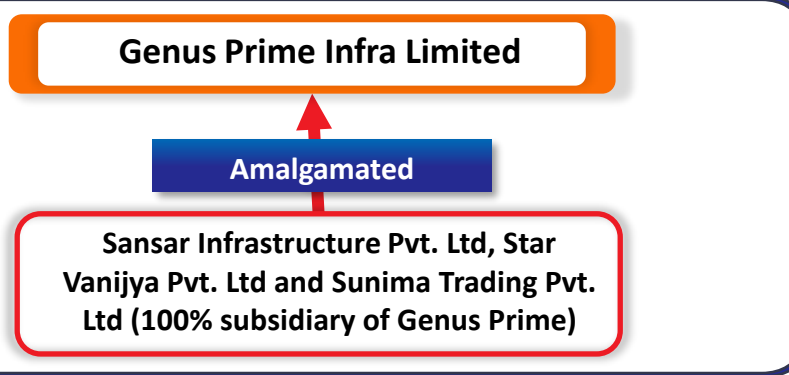 Genus Prime Infra Limited
Amalgamated
Sansar Infrastructure Pvt. Ltd, Star
Vanijya Pvt. Ltd and Sunima Trading Pvt.
Ltd (100% subsidiary of Genus Prime)